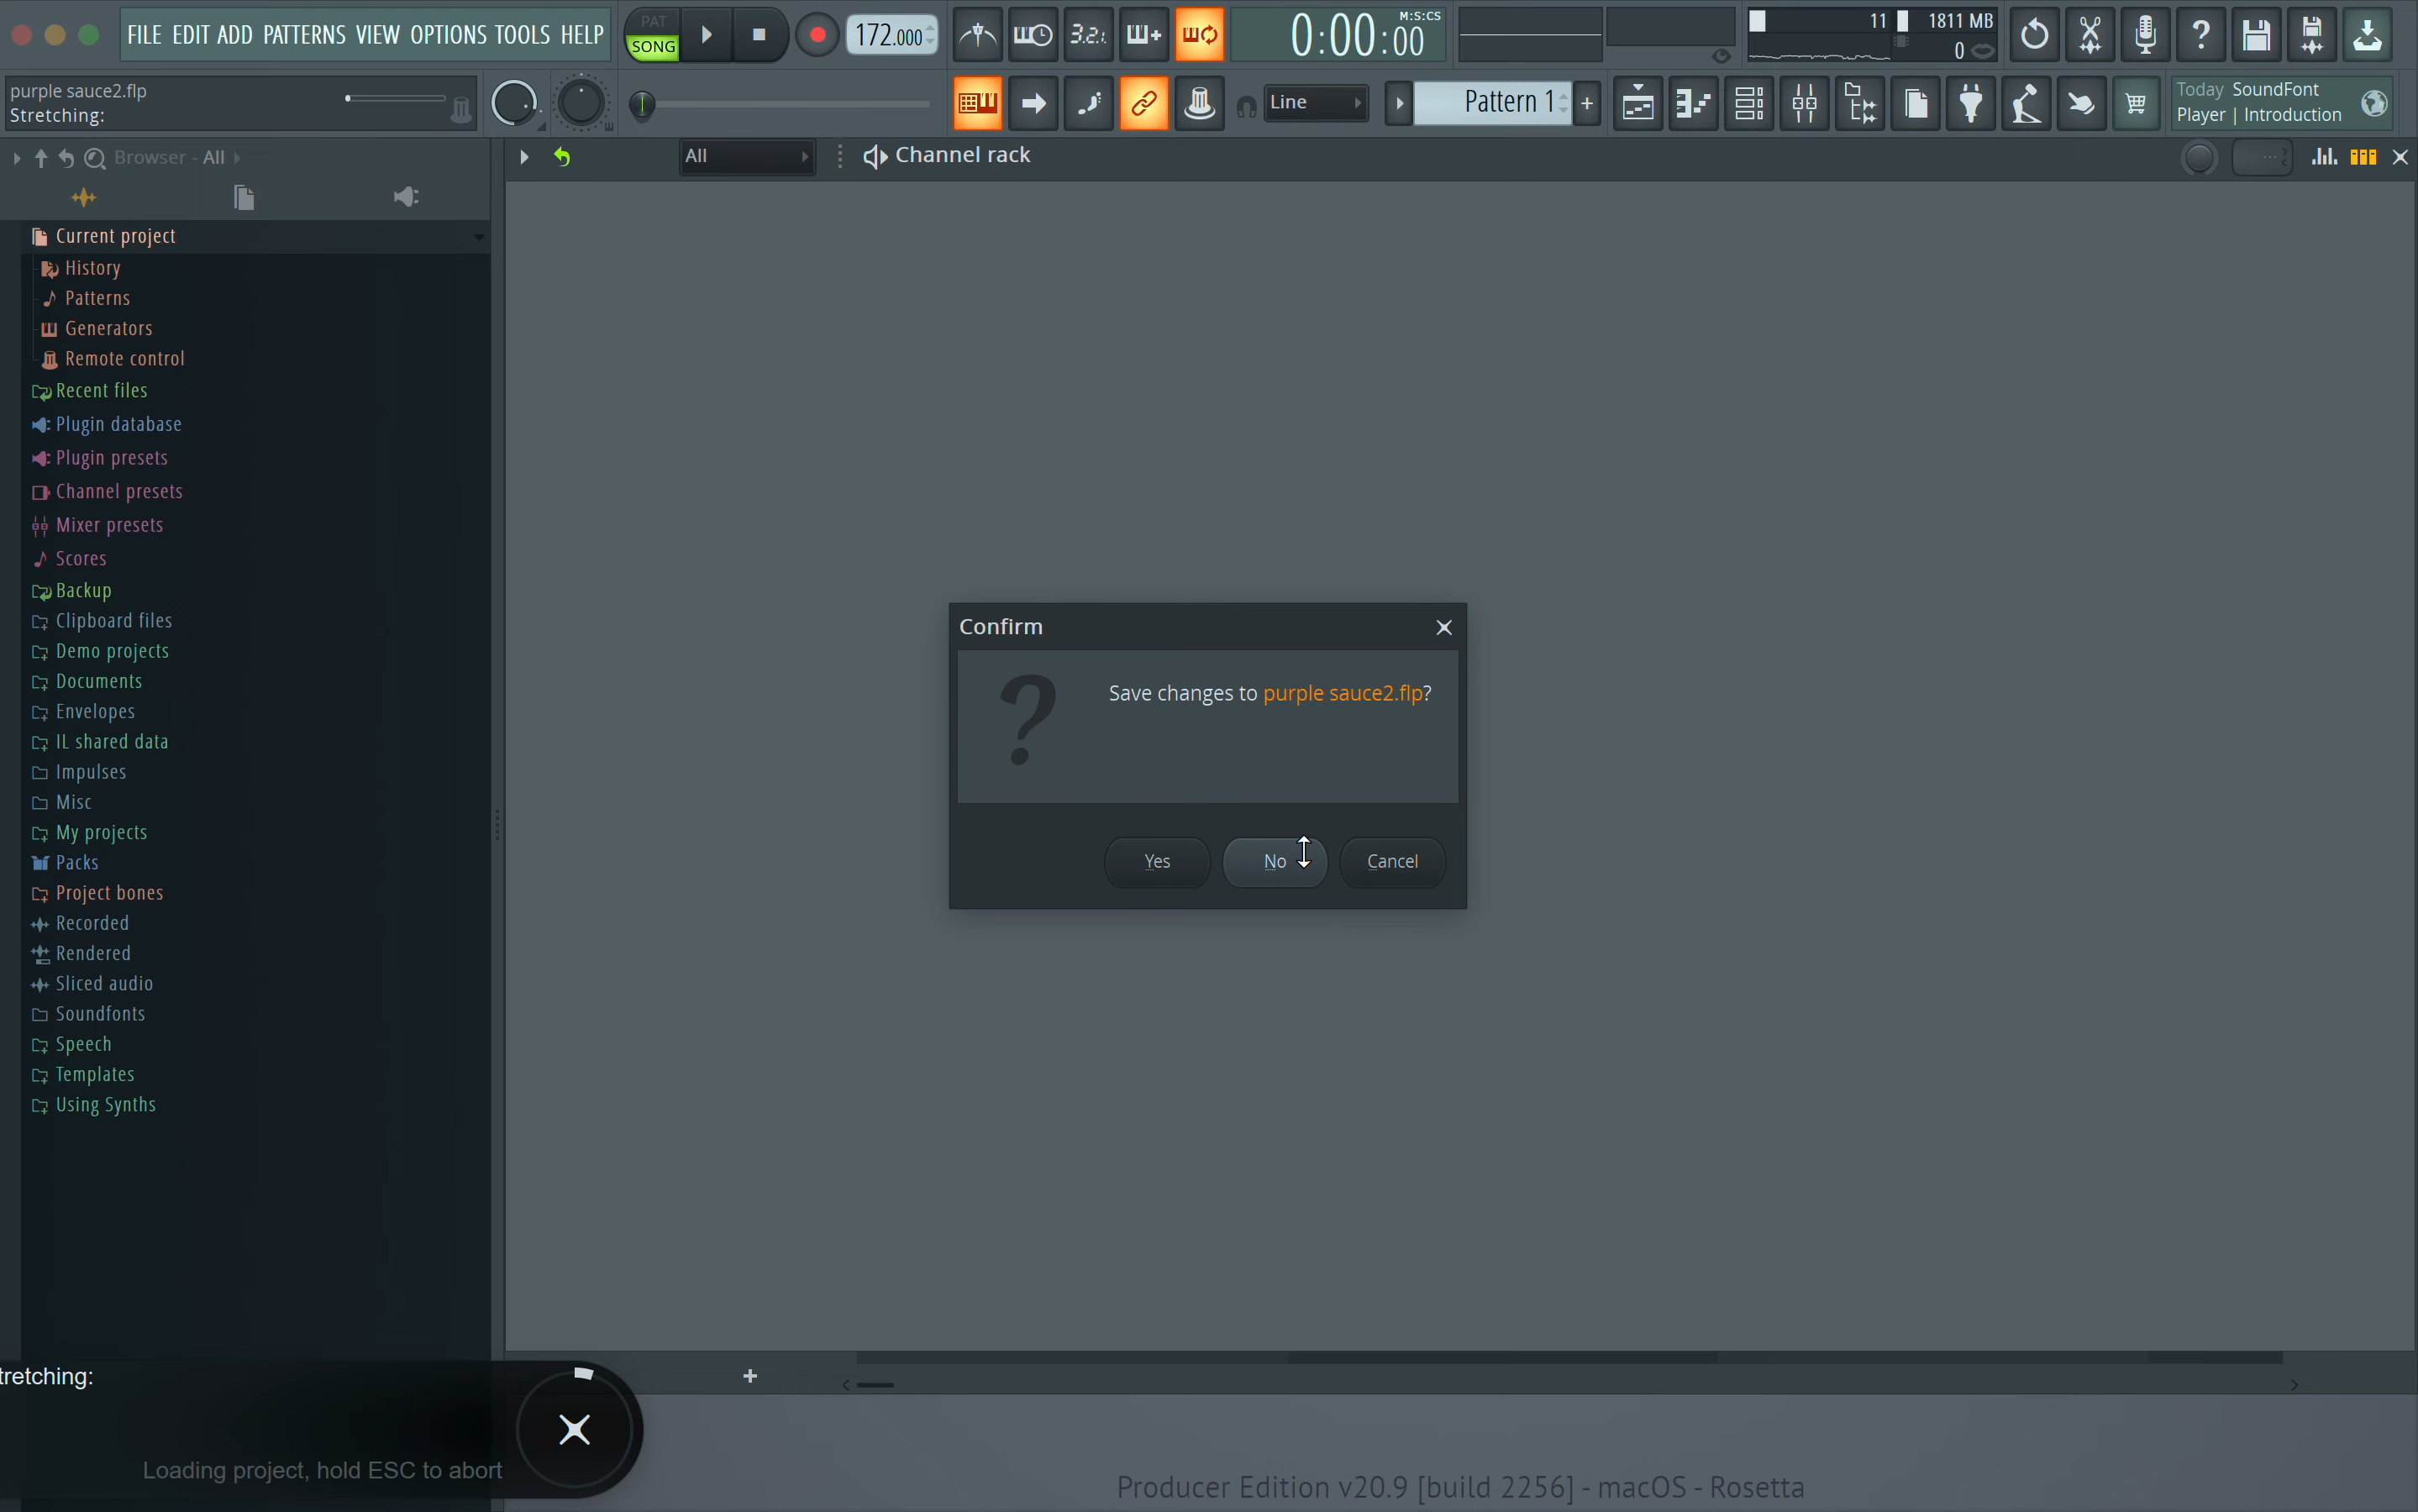 FILE EDIT ADD PATTERNS VIEW OPTIONS TOOLS HELP
PAT
SONG
172.000
3.2.1.
M:S:CS
0:00:00
11
1811 MB
0
purple sauce2.flp
Stretching:
Line
Pattern 1
+
Today SoundFont
Player | Introduction
Browser - All
All
Channel rack
Current project
History
Patterns
Generators
Remote control
Recent files
Plugin database
Plugin presets
Channel presets
Mixer presets
Scores
Backup
Clipboard files
Demo projects
Documents
Envelopes
IL shared data
Impulses
Misc
My projects
Packs
Project bones
Recorded
Rendered
Sliced audio
Soundfonts
Speech
Templates
Using Synths
Confirm
?
Save changes to purple sauce2.flp?
Yes
No
Cancel
tretching:
+
Loading project, hold ESC to abort
Producer Edition v20.9 [build 2256] - macOS - Rosetta